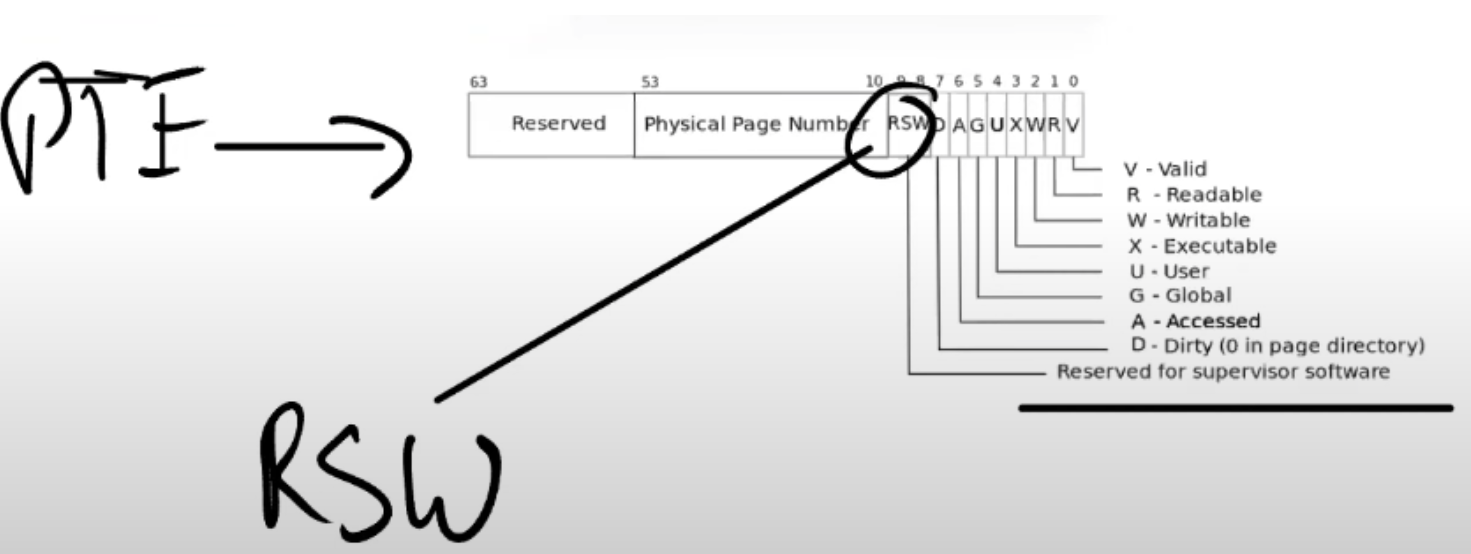 PTE
63 53 10 9 8 7 6 5 4 3 2 1 0
Reserved Physical Page Number RSW D A G U X W R V
V - Valid
R - Readable
W - Writable
X - Executable
U - User
G - Global
A - Accessed
D - Dirty (0 in page directory)
Reserved for supervisor software
RSW